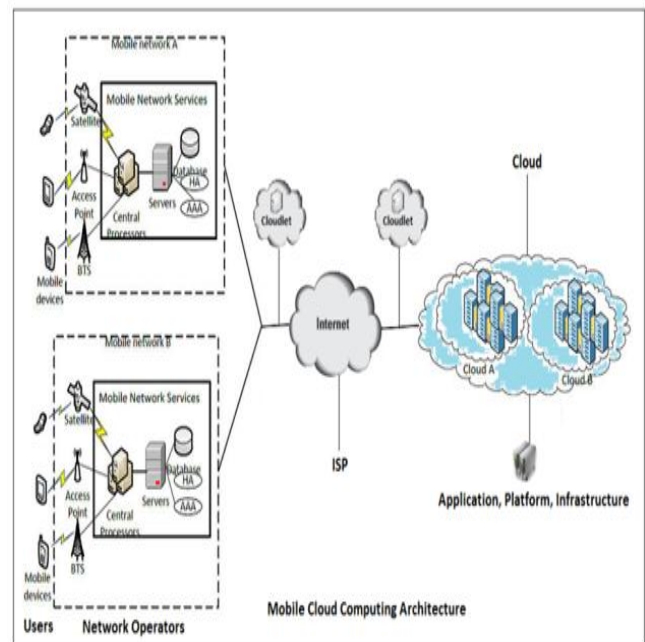 Mobile network A
Mobile Network Services
Satellite
Database
HA
AAA
Access
Point
Servers
Central
Processors
Mobile
devices
BTS
Mobile network B
Mobile Network Services
Satellite
Database
HA
AAA
Access
Point
Servers
Central
Processors
Mobile
devices
BTS
Users
Network Operators
Cloudlet
Cloudlet
Internet
ISP
Cloud
Cloud A
Cloud B
Application, Platform, Infrastructure
Mobile Cloud Computing Architecture